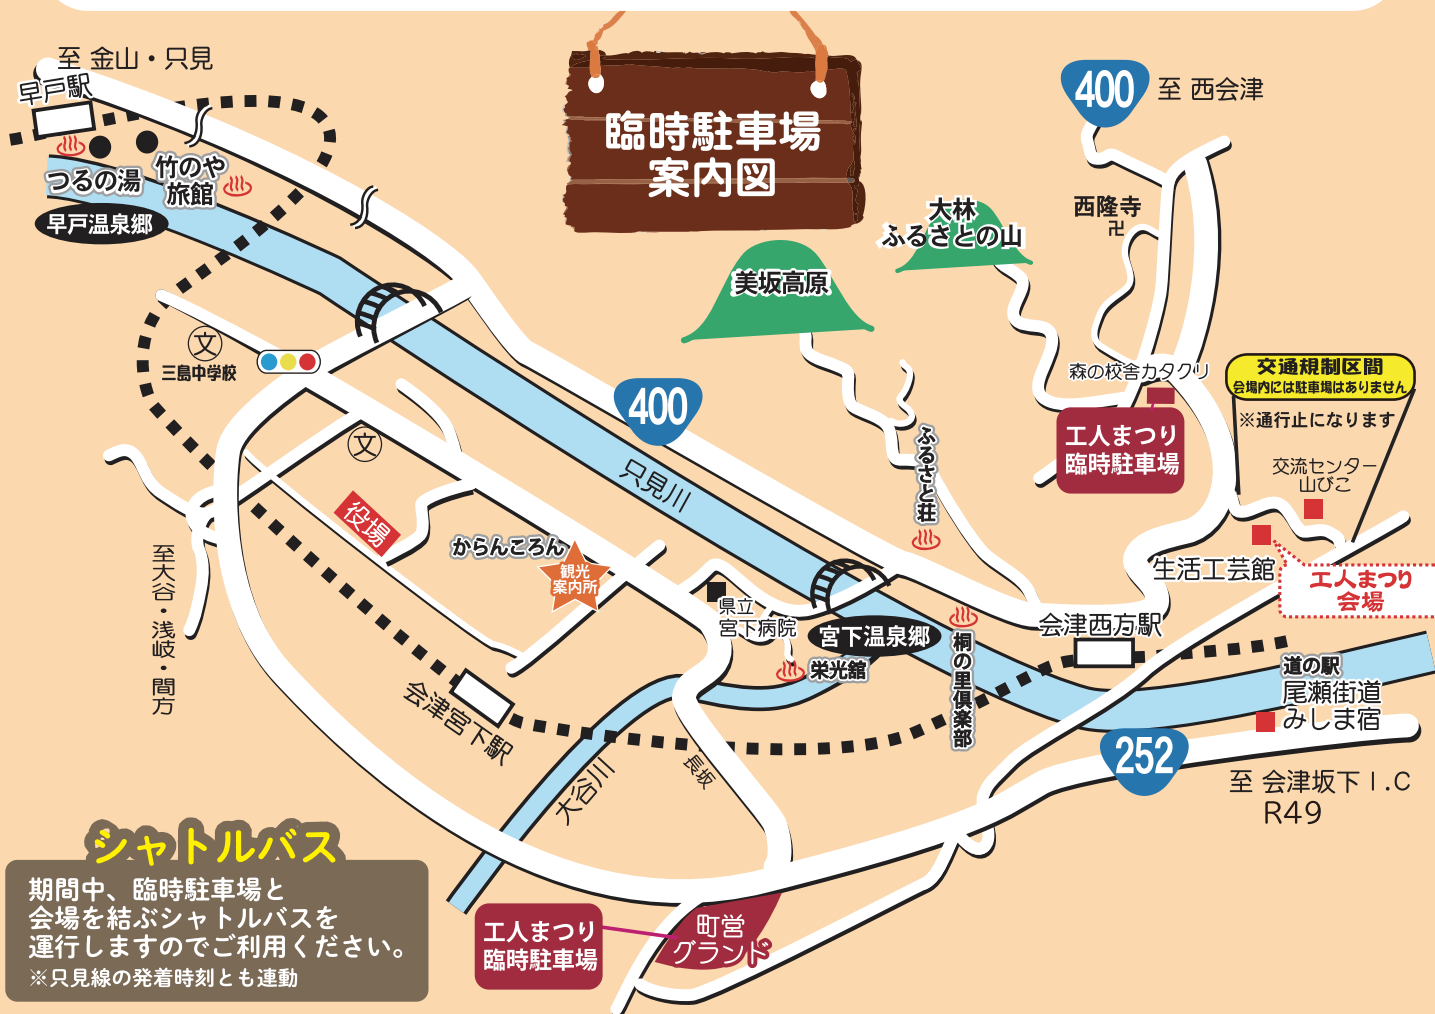 臨時駐車場
案内図
至 金山・只見
早戸駅
つるの湯
竹のや
旅館
早戸温泉郷
文
三島中学校
400
至 西会津
西隆寺
卍
大林
ふるさとの山
美坂高原
森の校舎カタクリ
工人まつり
臨時駐車場
交通規制区間
会場内には駐車場はありません
※通行止になります
交流センター
山びこ
生活工芸館
工人まつり
会場
400
只見川
ふるさと荘
文
役場
からんころん
観光
案内所
県立
宮下病院
宮下温泉郷
栄光舘
桐の里倶楽部
会津西方駅
道の駅
尾瀬街道
みしま宿
252
至 会津坂下I.C
R49
至大谷・浅岐・間方
会津宮下駅
大谷川
長坂
シャトルバス
期間中、臨時駐車場と
会場を結ぶシャトルバスを
運行しますのでご利用ください。
※只見線の発着時刻とも連動
工人まつり
臨時駐車場
町営
グランド